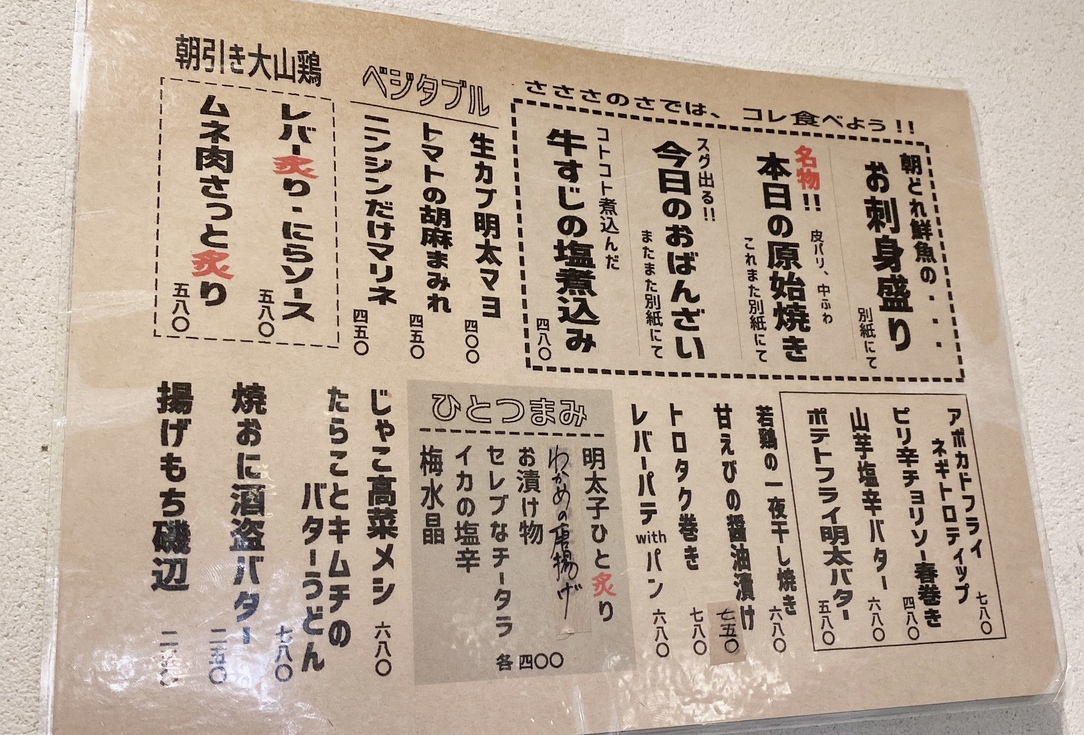 さささのさでは、コレ食べよう!!
朝どれ鮮魚の・・・
お刺身盛り
別紙にて
名物!!
皮パリ、中ふわ
本日の原始焼き
これまた別紙にて
スグ出る!!
今日のおばんざい
またまた別紙にて
コトコト煮込んだ
牛すじの塩煮込み
四八〇
ベジタブル
生カブ明太マヨ
四〇〇
トマトの胡麻まみれ
四五〇
ニンジンだけマリネ
四五〇
朝引き大山鶏
レバー炙り・にらソース
五八〇
ムネ肉さっと炙り
五八〇
アボカドフライ
ネギトロディップ
七八〇
ピリ辛チョリソー春巻き
四八〇
山芋塩辛バター
六八〇
ポテトフライ明太バター
五八〇
若鶏の一夜干し焼き
六八〇
甘えびの醤油漬け
七五〇
トロタク巻き
七八〇
レバーパテwithパン
六八〇
ひとつまみ
明太子ひと炙り
わかめの唐揚げ
お漬け物
セレブなチータラ
イカの塩辛
梅水晶
各四〇〇
じゃこ高菜メシ
六八〇
たらことキムチの
バターうどん
七八〇
焼おに酒盗バター
揚げもち磯辺